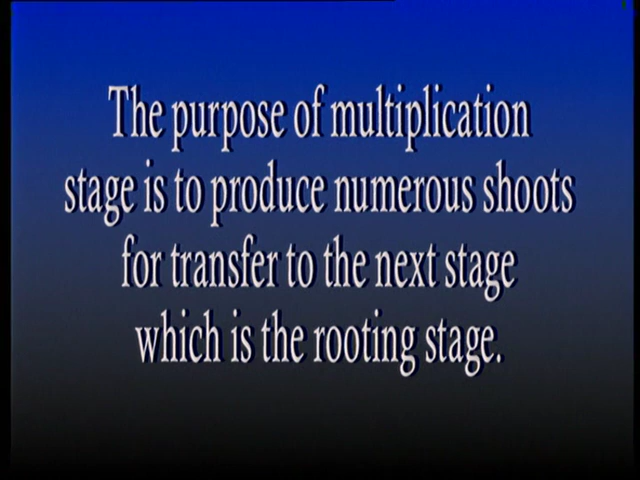 The purpose of multiplication
stage is to produce numerous shoots
for transfer to the next stage
which is the rooting stage.